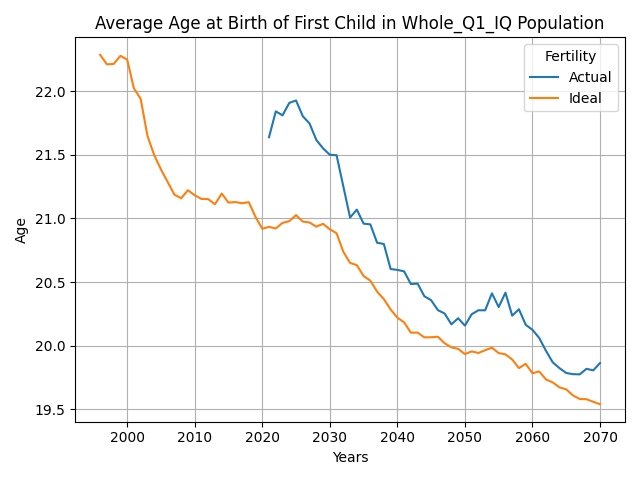 Average Age at Birth of First Child in Whole_Q1_IQ Population
Fertility
Actual
Ideal
Age
22.0
21.5
21.0
20.5
20.0
19.5
2000 2010 2020 2030 2040 2050 2060 2070
Years